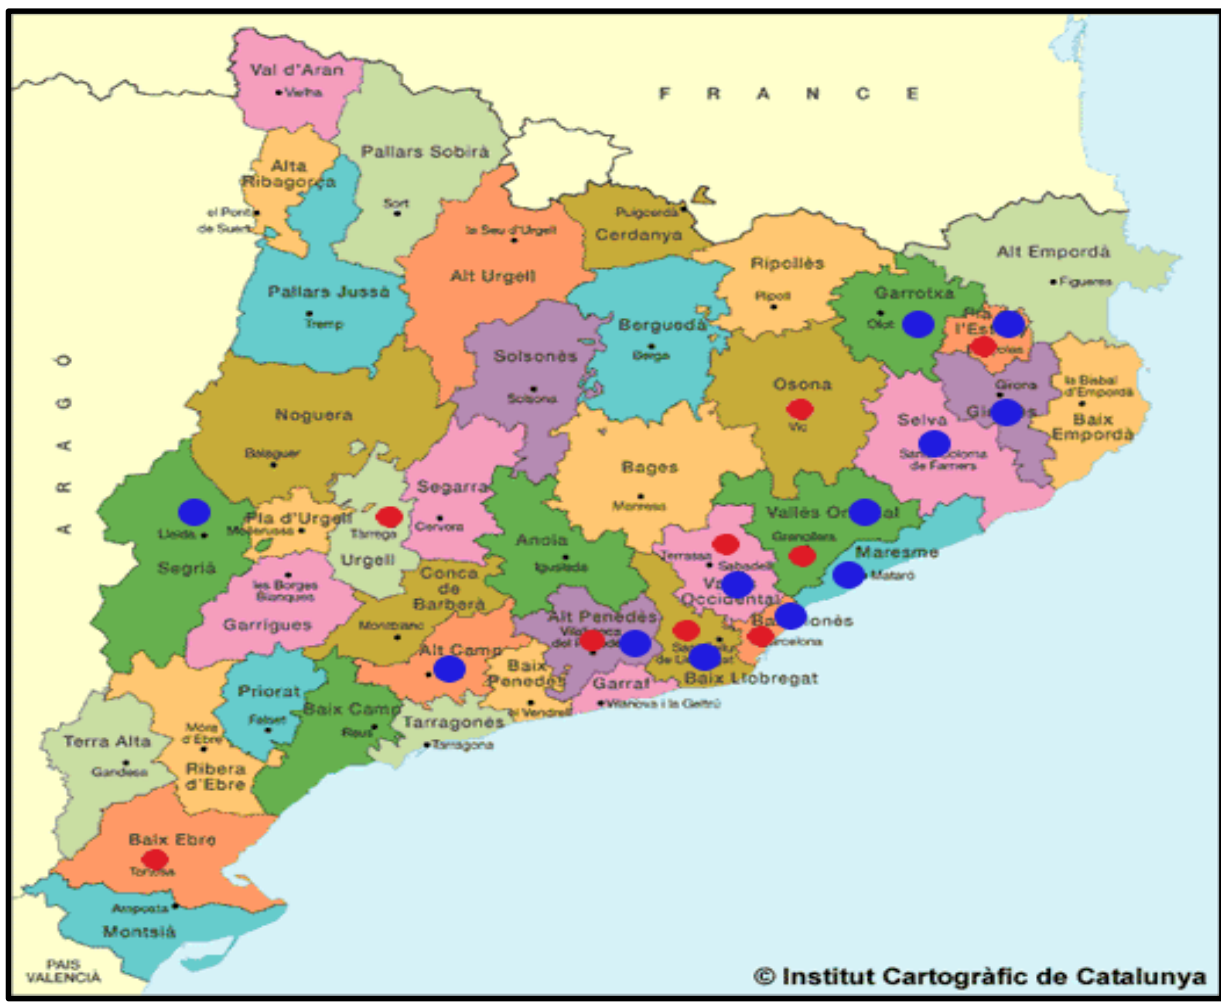 Val d'Aran
Vielha
F R A N C E
Pallars Sobirà
Alta
Ribagorça
el Pont
de Suert
Sort
la Seu d'Urgell
Puigcerdà
Cerdanya
Alt Urgell
Ripollès
Ripoll
Alt Empordà
Figueres
Garrotxa
Olot
Pallars Jussà
Tremp
Berguedà
Berga
Solsonès
Solsona
Osona
Vic
Girona
la Bisbal
d'Empordà
Baix
Empordà
Selva
de Farners
A R A G Ó
Noguera
Balaguer
Bages
Manresa
Segarra
Cervera
Pla d'Urgell
Mollerussa
Tàrrega
Urgell
Lleida
Segrià
les Borges
Blanques
Garrigues
Anoia
Igualada
Conca
de
Barberà
Montblanc
Terrassa
Sabadell
Occidental
Vallès
Granollers
Maresme
Mataró
Alt Penedès
Alt Camp
Baix
Penedès
el Vendrell
Garraf
Vilanova i la Geltrú
Baix Llobregat
Priorat
Falset
Baix Camp
Reus
Tarragonès
Tarragona
Terra Alta
Gandesa
Móra
d'Ebre
Ribera
d'Ebre
Baix Ebre
Tortosa
Amposta
Montsià
PAIS
VALENCIÀ
© Institut Cartogràfic de Catalunya